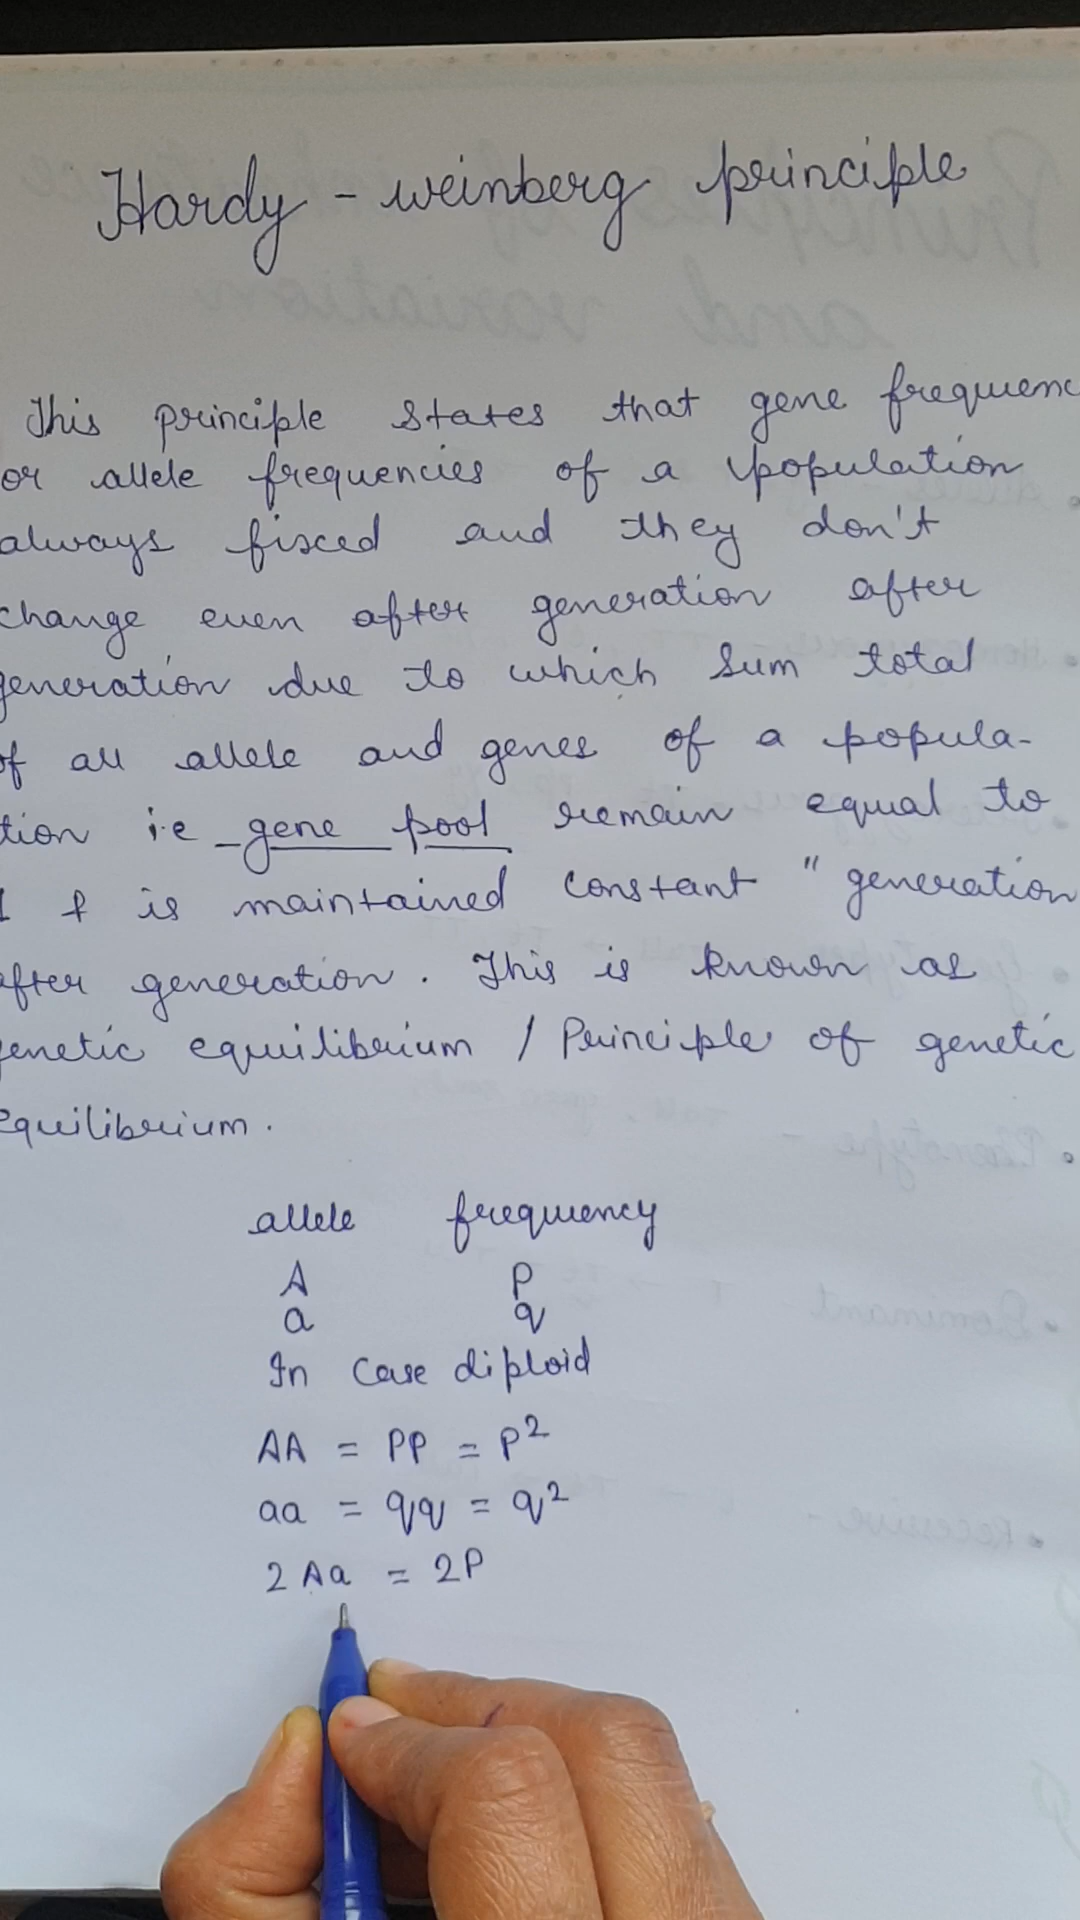 Hardy - weinberg principle
This principle states that gene frequenc
or allele frequencies of a population
always fixed and they don't
change even after generation after
generation due to which sum total
of all allele and genes of a popula-
tion i.e gene pool remain equal to
1 & is maintained constant " generation
after generation. This is known as
genetic equilibrium / Principle of genetic
equilibrium.
allele frequency
A P
a q
In case diploid
AA = PP = P²
aa = qq = q²
2 Aa = 2P